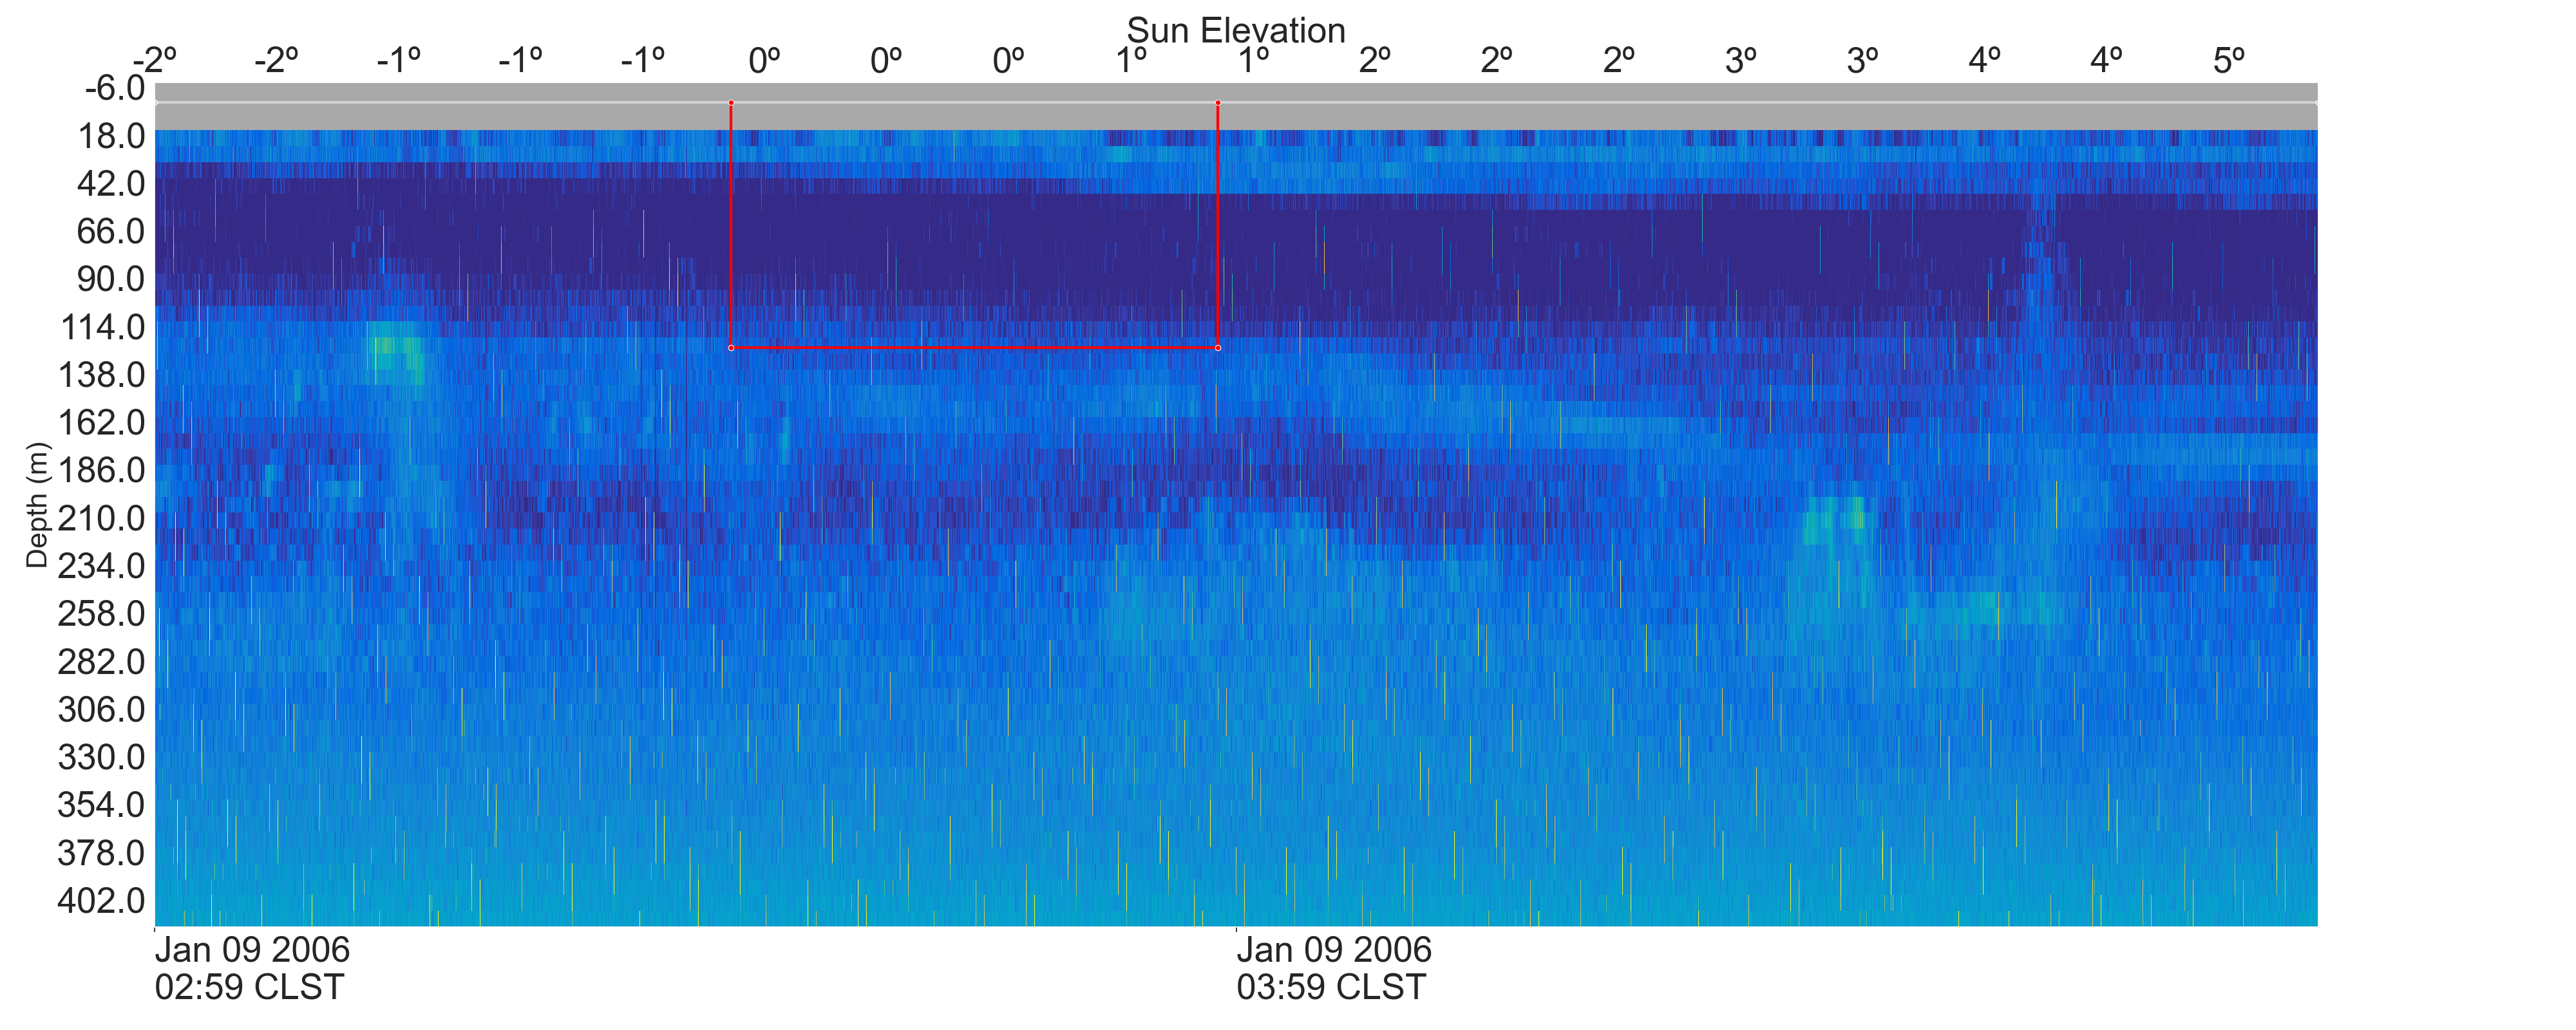 Sun Elevation
-2º -2º -1º -1º -1º 0º 0º 0º 1º 1º 2º 2º 2º 3º 3º 4º 4º 5º
-6.0
18.0
42.0
66.0
90.0
114.0
138.0
162.0
186.0
210.0
234.0
258.0
282.0
306.0
330.0
354.0
378.0
402.0
Depth (m)
Jan 09 2006
02:59 CLST
Jan 09 2006
03:59 CLST